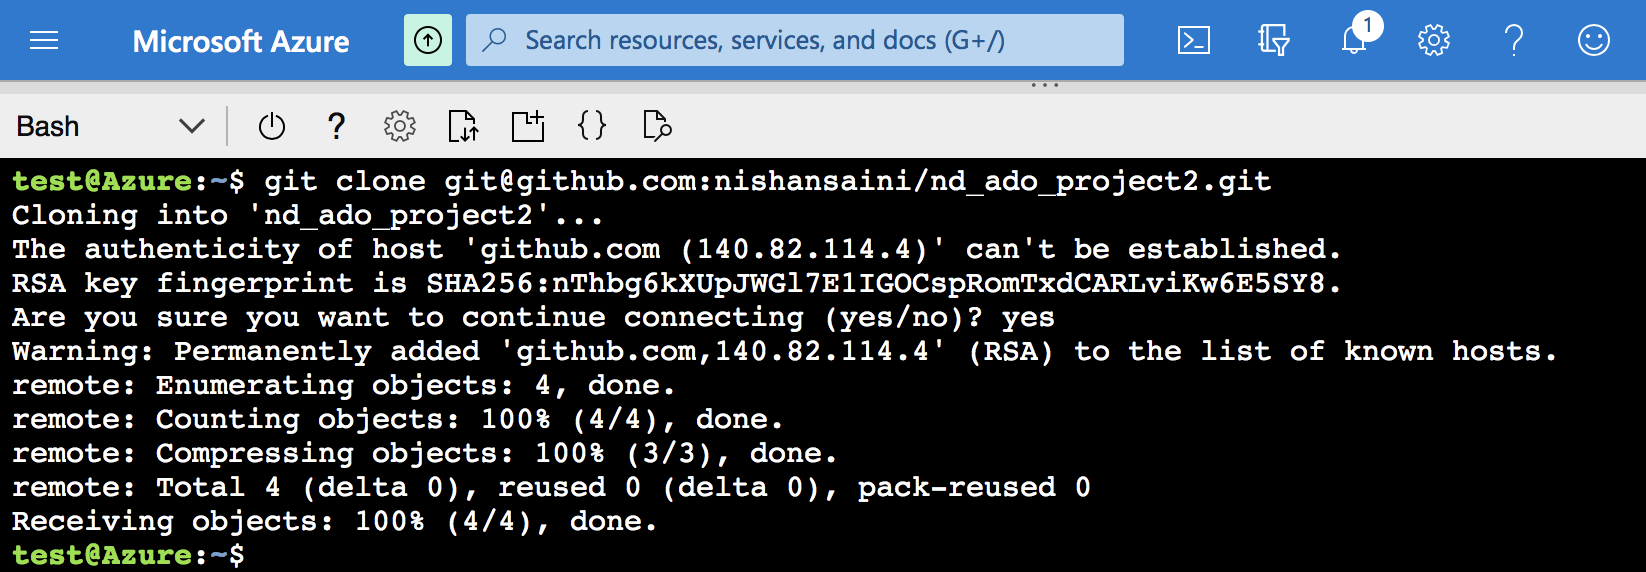 Microsoft Azure
Search resources, services, and docs (G+/)
1
Bash
test@Azure:~$ git clone git@github.com:nishansaini/nd_ado_project2.git
Cloning into 'nd_ado_project2'...
The authenticity of host 'github.com (140.82.114.4)' can't be established.
RSA key fingerprint is SHA256:nThbg6kXUpJWGl7E1IGOCspRomTxdCARLviKw6E5SY8.
Are you sure you want to continue connecting (yes/no)? yes
Warning: Permanently added 'github.com,140.82.114.4' (RSA) to the list of known hosts.
remote: Enumerating objects: 4, done.
remote: Counting objects: 100% (4/4), done.
remote: Compressing objects: 100% (3/3), done.
remote: Total 4 (delta 0), reused 0 (delta 0), pack-reused 0
Receiving objects: 100% (4/4), done.
test@Azure:~$